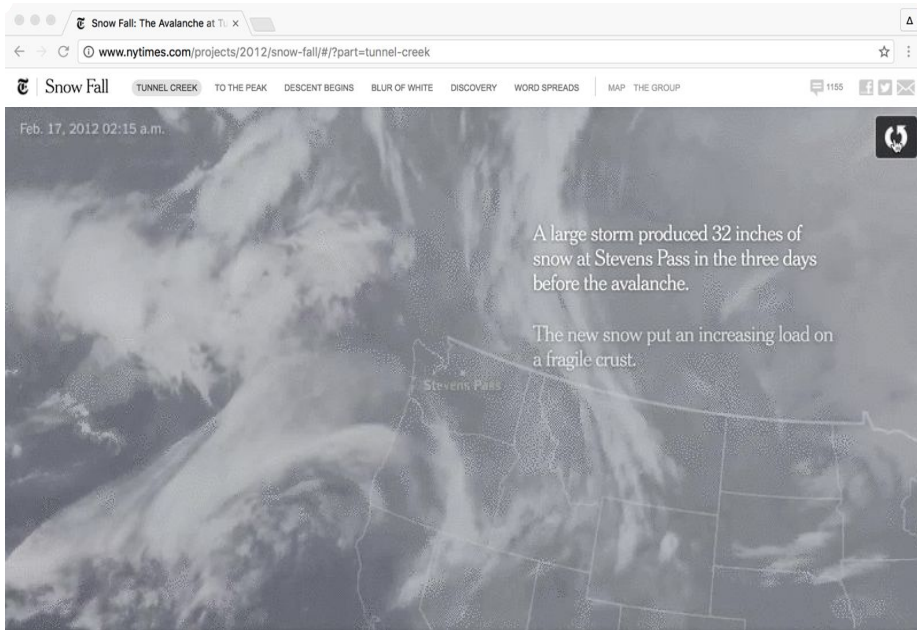 Snow Fall: The Avalanche at Tu
www.nytimes.com/projects/2012/snow-fall/#/?part=tunnel-creek
Snow Fall TUNNEL CREEK TO THE PEAK DESCENT BEGINS BLUR OF WHITE DISCOVERY WORD SPREADS MAP THE GROUP 1155
Feb. 17, 2012 02:15 a.m.
A large storm produced 32 inches of
snow at Stevens Pass in the three days
before the avalanche.
The new snow put an increasing load on
a fragile crust.
Stevens Pass